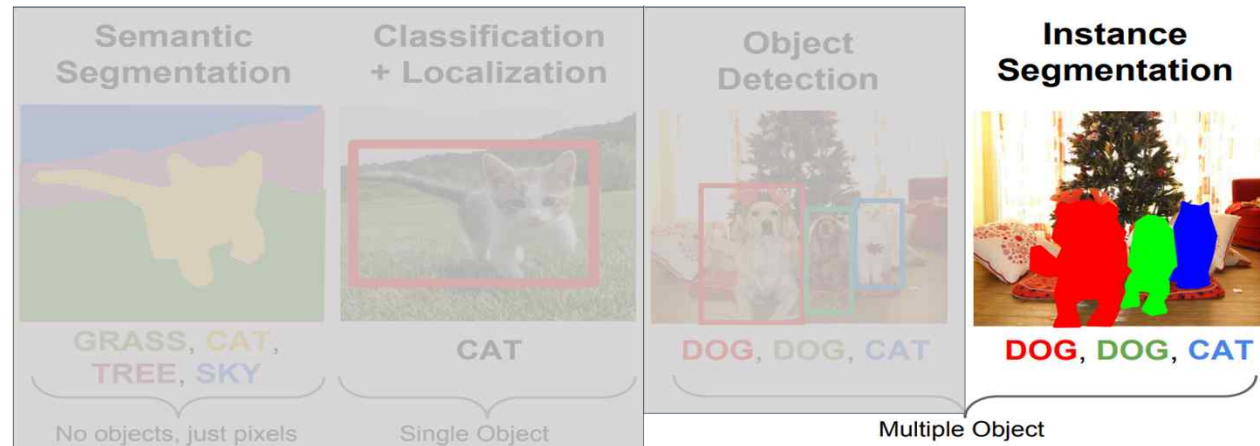 Semantic
Segmentation
Classification
+ Localization
Object
Detection
Instance
Segmentation
GRASS, CAT,
TREE, SKY
CAT
DOG, DOG, CAT
DOG, DOG, CAT
No objects, just pixels
Single Object
Multiple Object